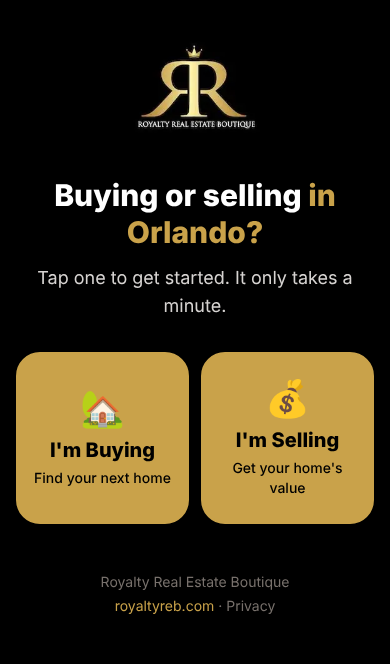 ROYALTY REAL ESTATE BOUTIQUE
Buying or selling in
Orlando?
Tap one to get started. It only takes a
minute.
I'm Buying
Find your next home
I'm Selling
Get your home's
value
Royalty Real Estate Boutique
royaltyreb.com · Privacy